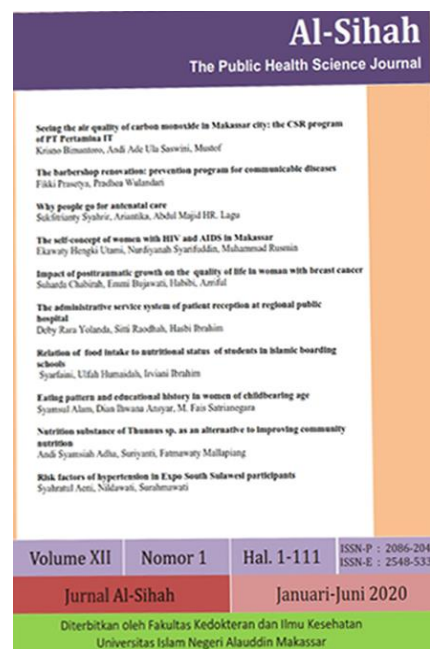 Al-Sihah
The Public Health Science Journal
Seeing the air quality of carbon monoxide in Makassar city: the CSR program
of PT Pertamina IT
Krisno Bimantoro, Andi Ade Ula Saswini, Mustof
The barbershop renovation: prevention program for communicable diseases
Fikki Prasetya, Pradhea Wulandari
Why people go for antenatal care
Sukfitrianty Syahrir, Ariantika, Abdul Majid HR. Lagu
The self-concept of women with HIV and AIDS in Makassar
Ekawaty Hengki Utami, Nurdiyanah Syarifuddin, Muhammad Rusmin
Impact of posttraumatic growth on the quality of life in woman with breast cancer
Suharda Chabirah, Emmi Bujawati, Habibi, Azriful
The administrative service system of patient reception at regional public
hospital
Deby Rara Yolanda, Sitti Raodhah, Hasbi Ibrahim
Relation of food intake to nutritional status of students in islamic boarding
schools
Syarfaini, Ulfah Humaidah, Irviani Ibrahim
Eating pattern and educational history in women of childbearing age
Syamsul Alam, Dian Ihwana Ansyar, M. Fais Satrianegara
Nutrition substance of Thunnus sp. as an alternative to improving community
nutrition
Andi Syamsiah Adha, Suriyanti, Fatmawaty Mallapiang
Risk factors of hypertension in Expo South Sulawesi participants
Syahratul Aeni, Nildawati, Surahmawati
Volume XII Nomor 1 Hal. 1-111 ISSN-P : 2086-204
ISSN-E : 2548-533
Jurnal Al-Sihah Januari-Juni 2020
Diterbitkan oleh Fakultas Kedokteran dan Ilmu Kesehatan
Universitas Islam Negeri Alauddin Makassar